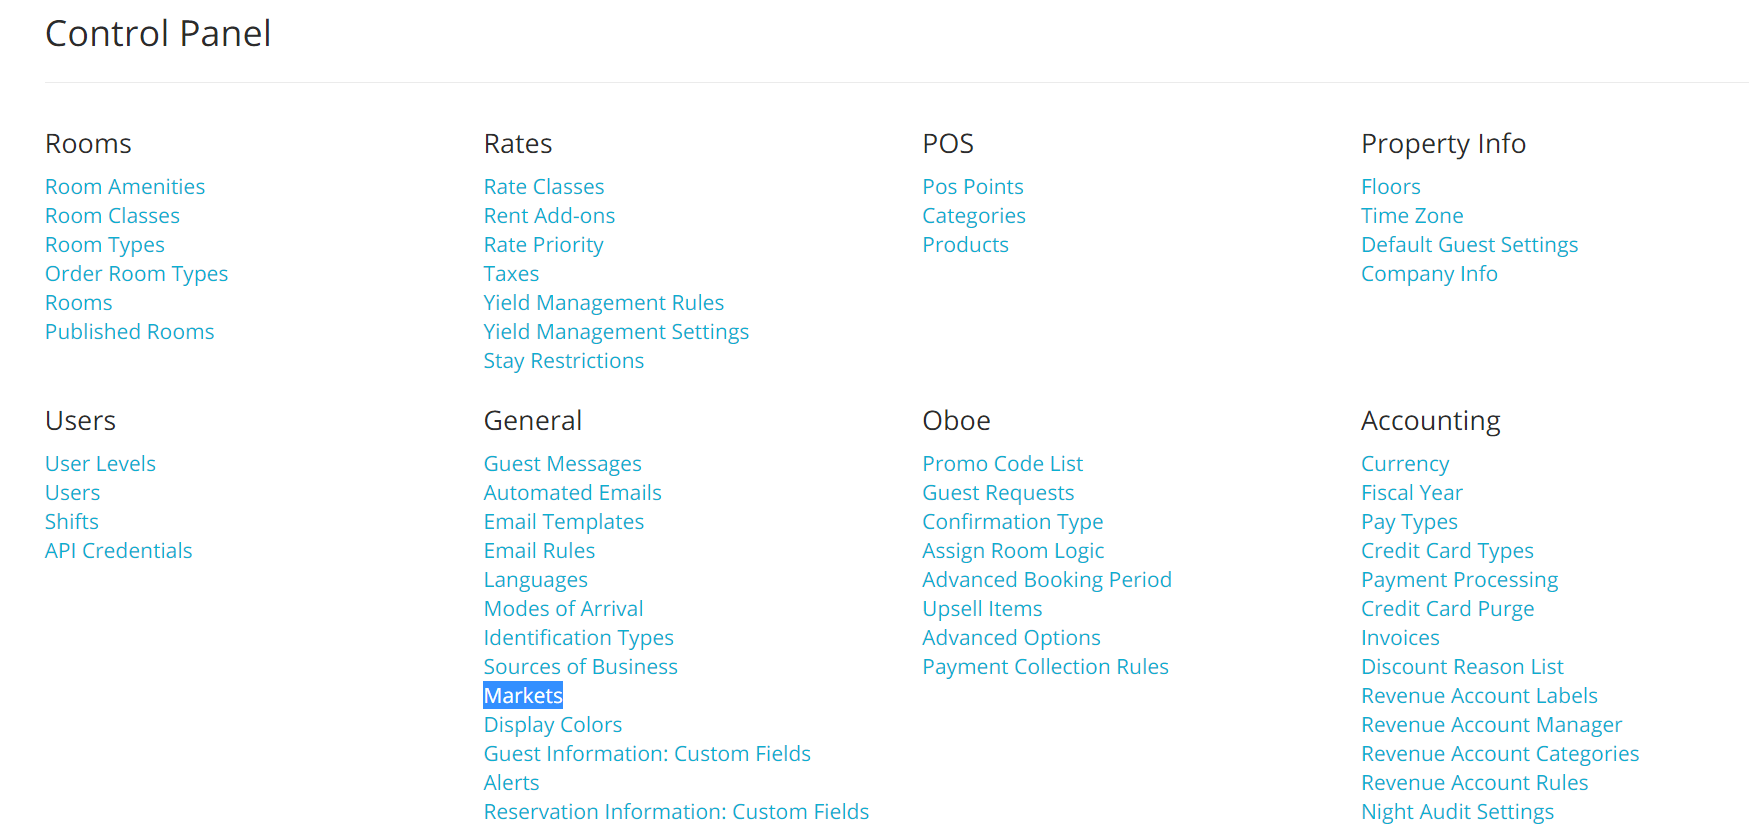 Control Panel
Rooms
Room Amenities
Room Classes
Room Types
Order Room Types
Rooms
Published Rooms
Rates
Rate Classes
Rent Add-ons
Rate Priority
Taxes
Yield Management Rules
Yield Management Settings
Stay Restrictions
POS
Pos Points
Categories
Products
Property Info
Floors
Time Zone
Default Guest Settings
Company Info
Users
User Levels
Users
Shifts
API Credentials
General
Guest Messages
Automated Emails
Email Templates
Email Rules
Languages
Modes of Arrival
Identification Types
Sources of Business
Markets
Display Colors
Guest Information: Custom Fields
Alerts
Reservation Information: Custom Fields
Oboe
Promo Code List
Guest Requests
Confirmation Type
Assign Room Logic
Advanced Booking Period
Upsell Items
Advanced Options
Payment Collection Rules
Accounting
Currency
Fiscal Year
Pay Types
Credit Card Types
Payment Processing
Credit Card Purge
Invoices
Discount Reason List
Revenue Account Labels
Revenue Account Manager
Revenue Account Categories
Revenue Account Rules
Night Audit Settings